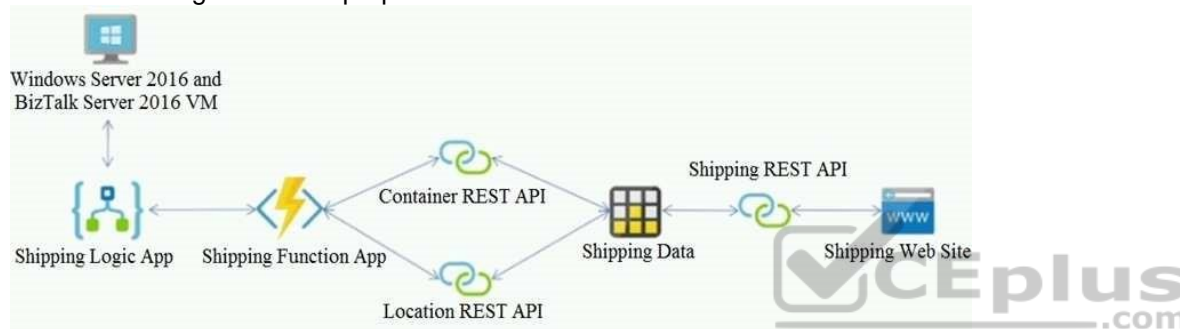 Windows Server 2016 and
BizTalk Server 2016 VM
Shipping REST API
Container REST API
www
Shipping Logic App
Shipping Function App
Shipping Data
Shipping Web Site
Location REST API
CEplus
.com